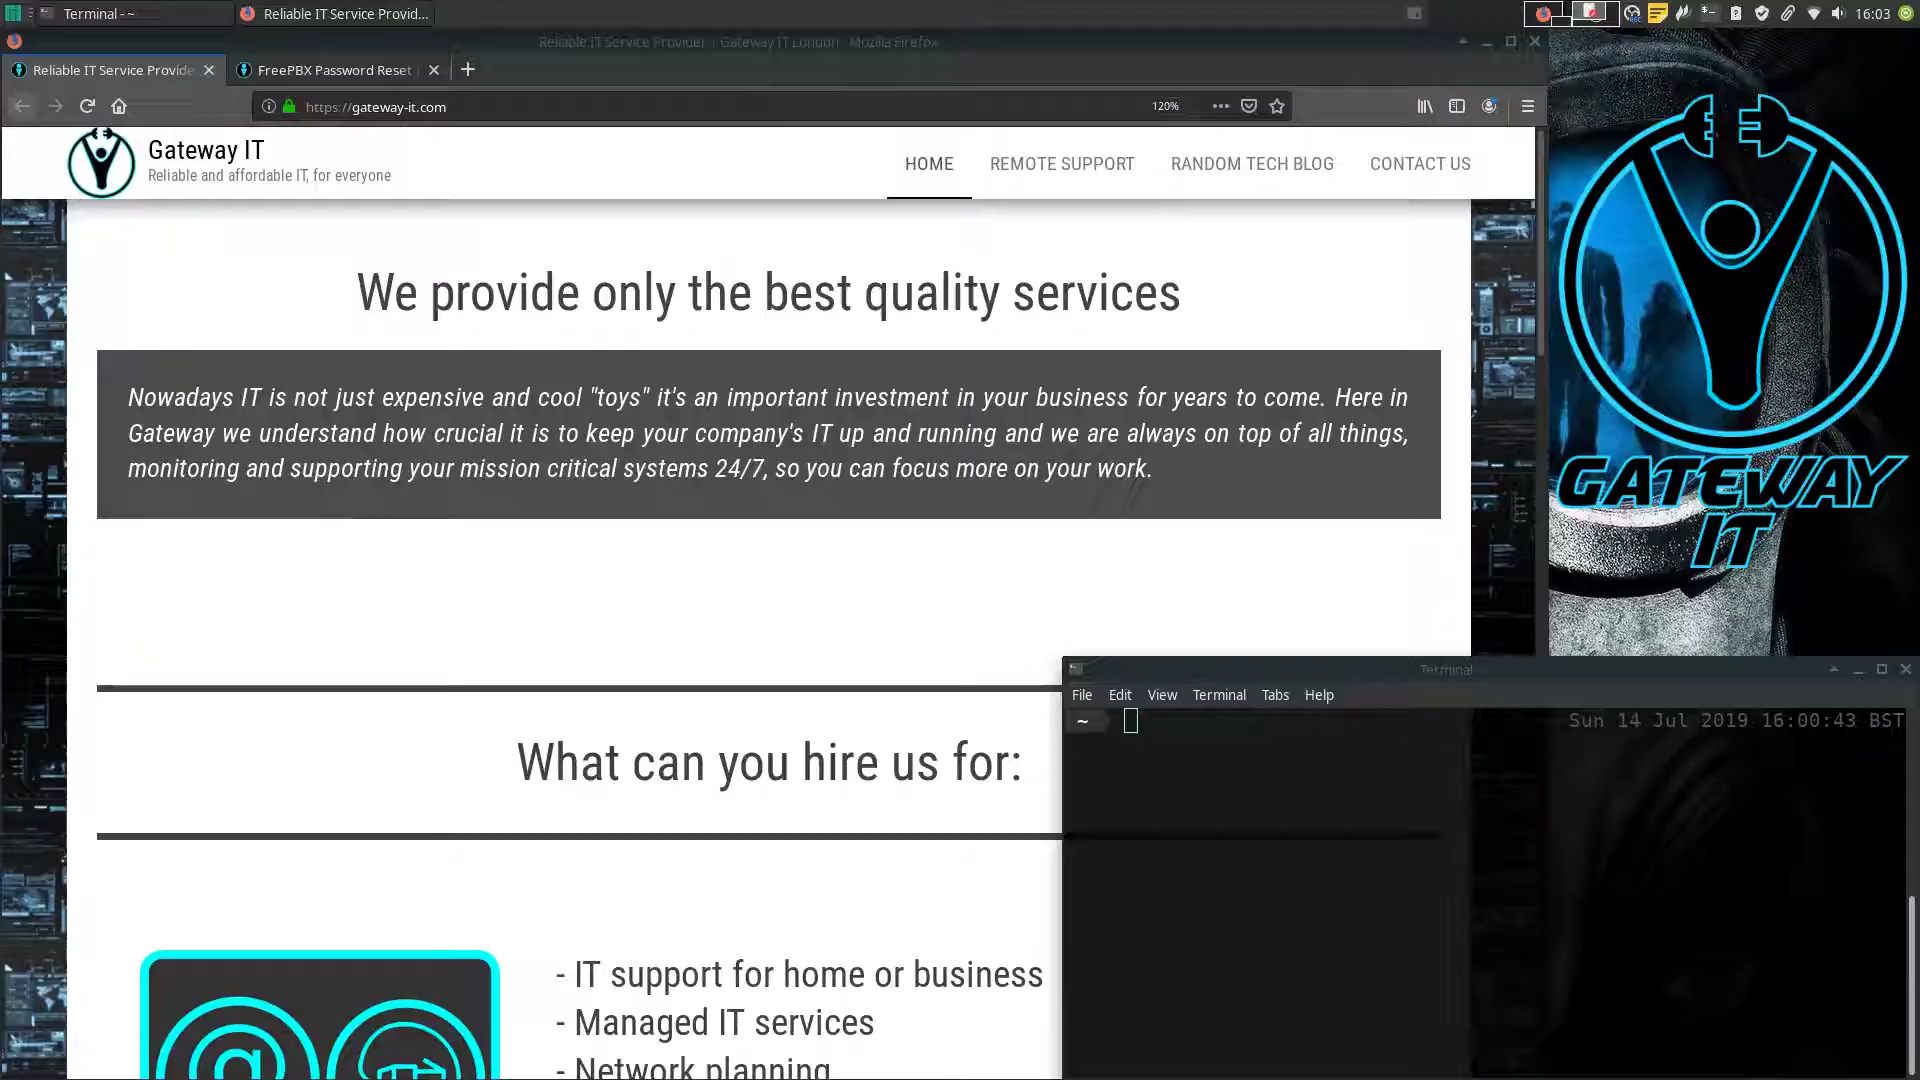 Terminal - ~
Reliable IT Service Provid...
16:03
Reliable IT Service Provider | Gateway IT London - Mozilla Firefox
Reliable IT Service Provide
FreePBX Password Reset
https://gateway-it.com
120%
Gateway IT
Reliable and affordable IT, for everyone
HOME
REMOTE SUPPORT
RANDOM TECH BLOG
CONTACT US
We provide only the best quality services
Nowadays IT is not just expensive and cool "toys" it's an important investment in your business for years to come. Here in
Gateway we understand how crucial it is to keep your company's IT up and running and we are always on top of all things,
monitoring and supporting your mission critical systems 24/7, so you can focus more on your work.
GATEWAY
IT
What can you hire us for:
- IT support for home or business
- Managed IT services
- Network planning
Terminal
File Edit View Terminal Tabs Help
~
Sun 14 Jul 2019 16:00:43 BST